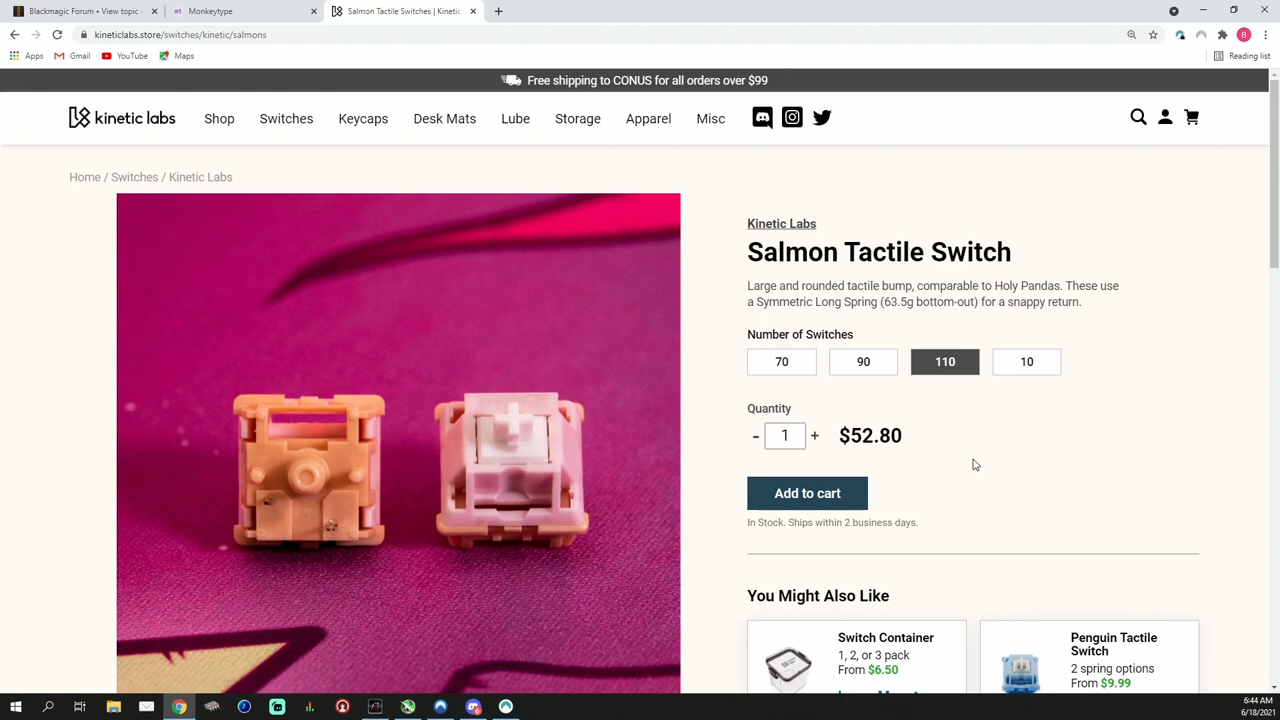 Blackmagic Forum • View topic -
Monkeytype
Salmon Tactile Switches | Kinetic
kineticlabs.store/switches/kinetic/salmons
B
Apps
Gmail
YouTube
Maps
Reading list
Free shipping to CONUS for all orders over $99
kinetic labs
Shop
Switches
Keycaps
Desk Mats
Lube
Storage
Apparel
Misc
Home / Switches / Kinetic Labs
Kinetic Labs
Salmon Tactile Switch
Large and rounded tactile bump, comparable to Holy Pandas. These use
a Symmetric Long Spring (63.5g bottom-out) for a snappy return.
Number of Switches
70
90
110
10
Quantity
- 1 + $52.80
Add to cart
In Stock. Ships within 2 business days.
You Might Also Like
Switch Container
1, 2, or 3 pack
From $6.50
Penguin Tactile
Switch
2 spring options
From $9.99
6:44 AM
6/18/2021